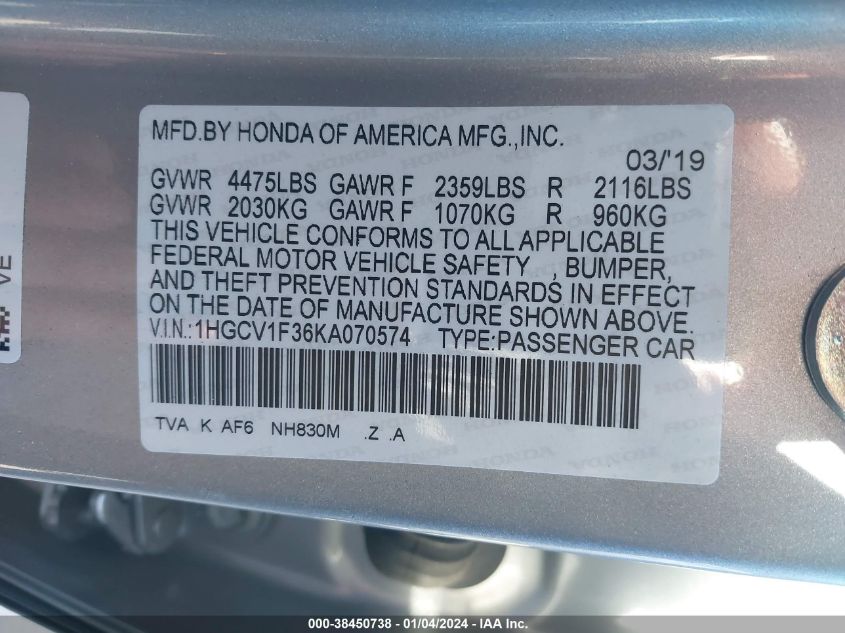 MFD.BY HONDA OF AMERICA MFG.,INC.
03/'19
GVWR 4475LBS GAWR F 2359LBS R 2116LBS
GVWR 2030KG GAWR F 1070KG R 960KG
THIS VEHICLE CONFORMS TO ALL APPLICABLE
FEDERAL MOTOR VEHICLE SAFETY , BUMPER,
AND THEFT PREVENTION STANDARDS IN EFFECT
ON THE DATE OF MANUFACTURE SHOWN ABOVE.
V.I.N.:1HGCV1F36KA070574 TYPE:PASSENGER CAR
TVA K AF6 NH830M .Z .A
VE
000-38450738 - 01/04/2024 - IAA Inc.